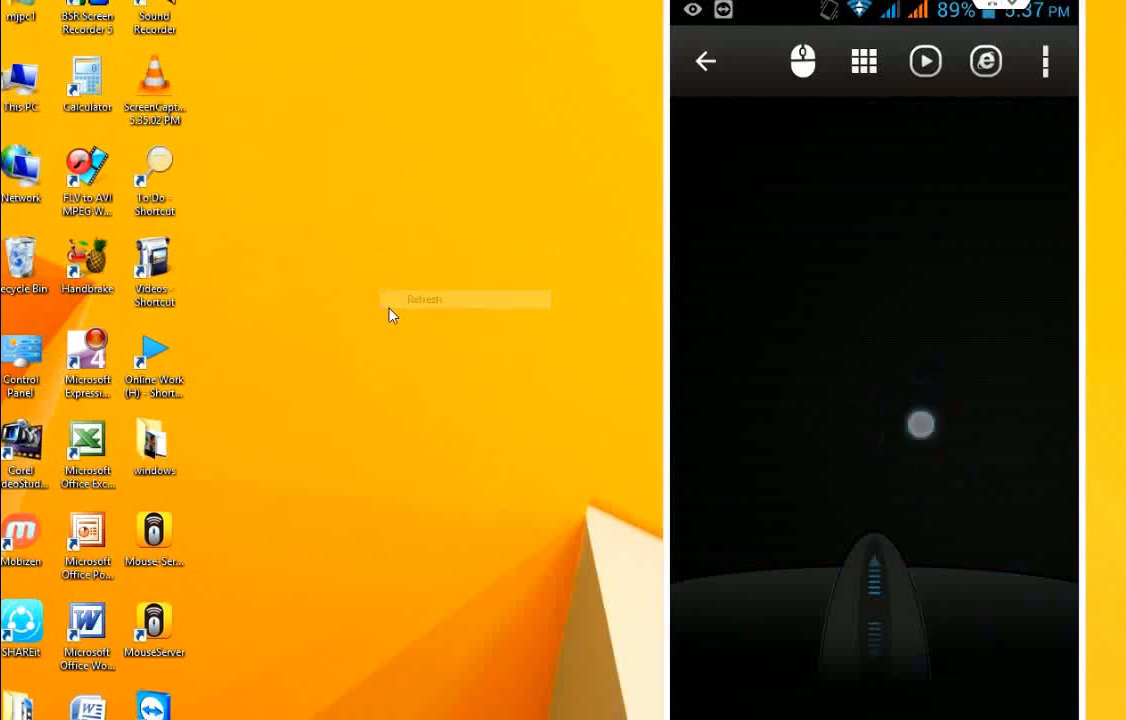 mjpc1
BSR Screen
Recorder 5
Sound
Recorder
This PC
Calculator
ScreenCapt...
5.35.02 PM
Network
FLV to AVI
MPEG W...
To Do -
Shortcut
ecycle Bin
Handbrake
Videos -
Shortcut
Control
Panel
Microsoft
Expressi...
Online Work
(H) - Short...
Corel
deoStud...
Microsoft
Office Exc...
windows
Mobizen
Microsoft
Office Po...
Mouse-Ser...
SHAREit
Microsoft
Office Wo...
MouseServer
Refresh
89%
5:37 PM